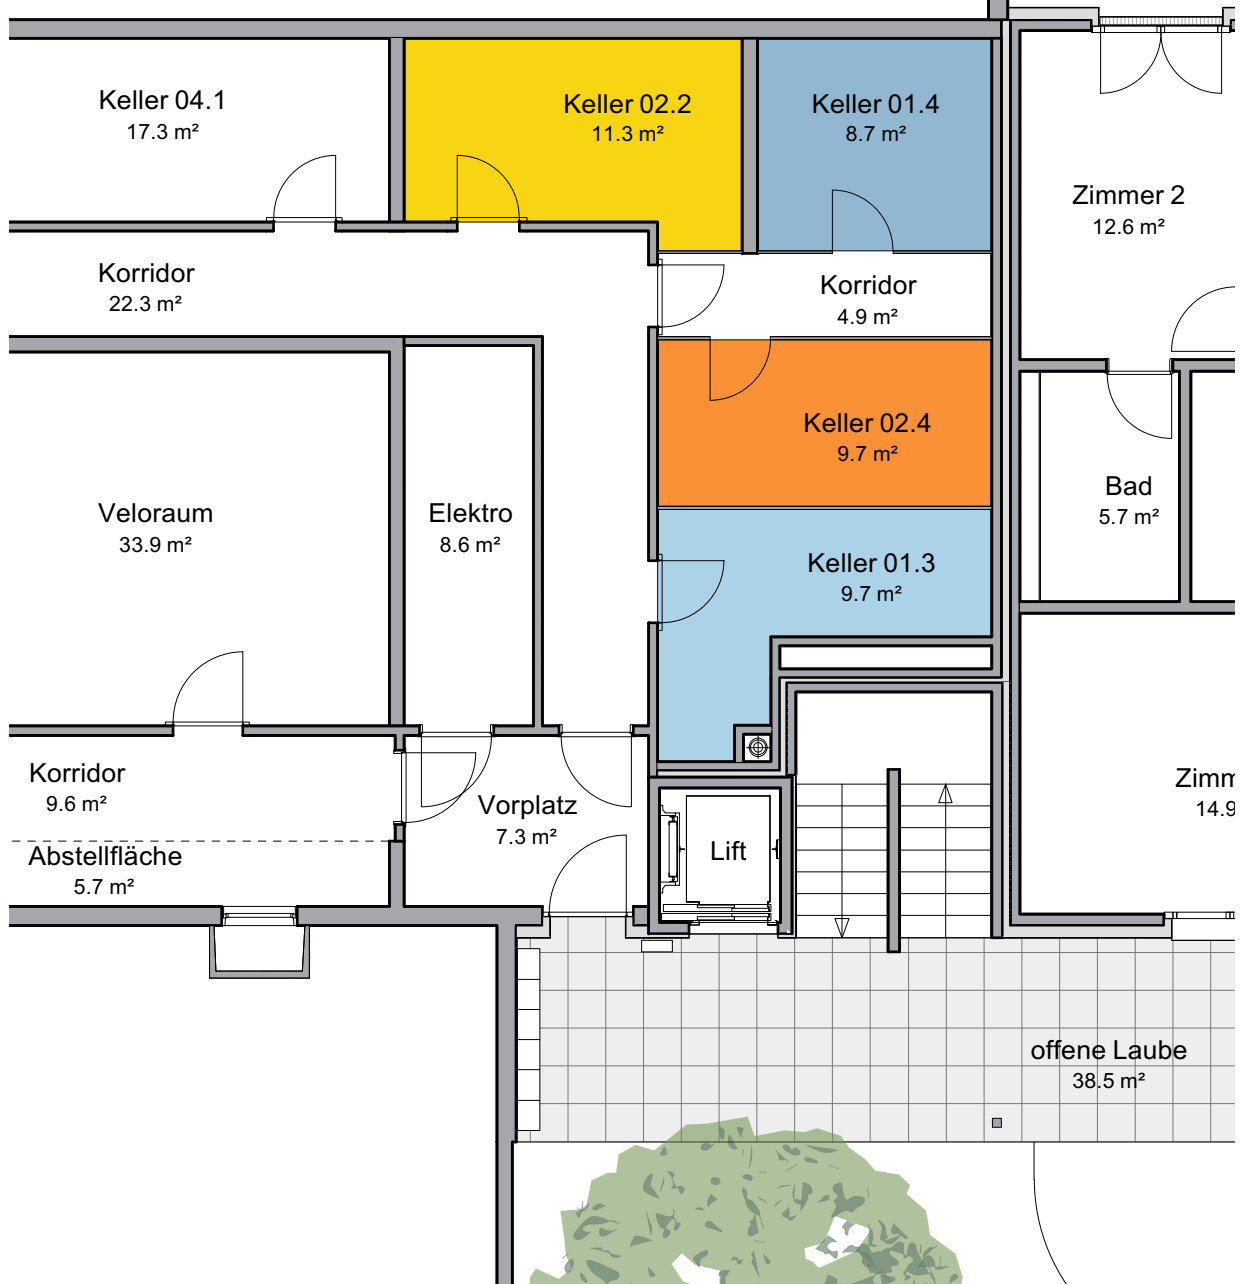 Keller 04.1
17.3 m²
Keller 02.2
11.3 m²
Keller 01.4
8.7 m²
Zimmer 2
12.6 m²
Korridor
22.3 m²
Korridor
4.9 m²
Keller 02.4
9.7 m²
Veloraum
33.9 m²
Elektro
8.6 m²
Bad
5.7 m²
Keller 01.3
9.7 m²
Korridor
9.6 m²
Vorplatz
7.3 m²
Zimm
14.9
Lift
Abstellfläche
5.7 m²
offene Laube
38.5 m²